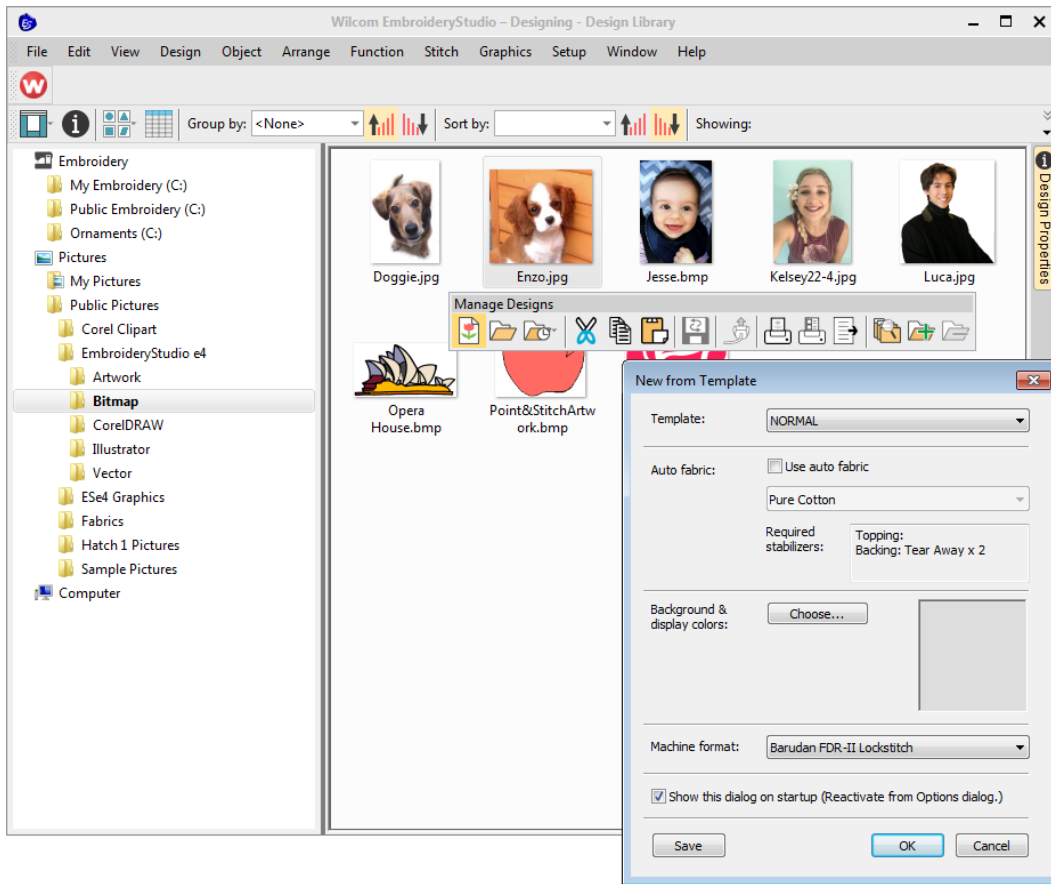 Wilcom EmbroideryStudio – Designing - Design Library
File Edit View Design Object Arrange Function Stitch Graphics Setup Window Help
Group by: <None> Sort by: Showing:
Embroidery
My Embroidery (C:)
Public Embroidery (C:)
Ornaments (C:)
Pictures
My Pictures
Public Pictures
Corel Clipart
EmbroideryStudio e4
Artwork
Bitmap
CorelDRAW
Illustrator
Vector
ESe4 Graphics
Fabrics
Hatch 1 Pictures
Sample Pictures
Computer
Doggie.jpg Enzo.jpg Jesse.bmp Kelsey22-4.jpg Luca.jpg
Design Properties
Manage Designs
Opera
House.bmp
Point&StitchArtw
ork.bmp
New from Template
Template: NORMAL
Auto fabric: Use auto fabric
Pure Cotton
Required
stabilizers:
Topping:
Backing: Tear Away x 2
Background &
display colors:
Choose...
Machine format: Barudan FDR-II Lockstitch
Show this dialog on startup (Reactivate from Options dialog.)
Save OK Cancel